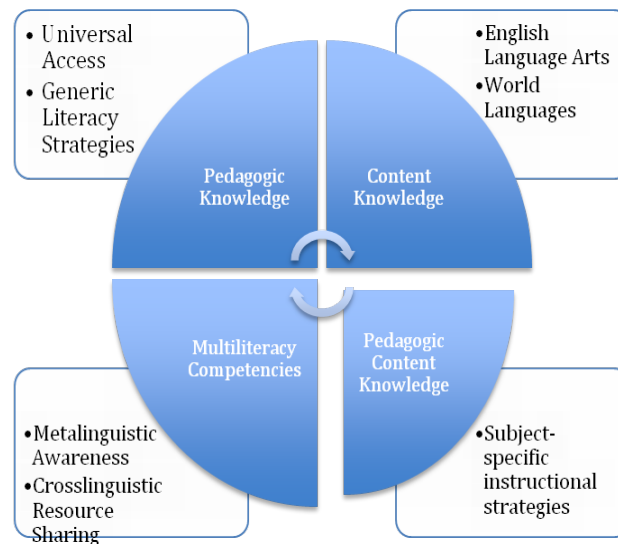 • Universal
Access
• Generic
Literacy
Strategies
•English
Language Arts
•World
Languages
Pedagogic
Knowledge
Content
Knowledge
Multiliteracy
Competencies
Pedagogic
Content
Knowledge
•Metalinguistic
Awareness
•Crosslinguistic
Resource
Sharing
•Subject-
specific
instructional
strategies